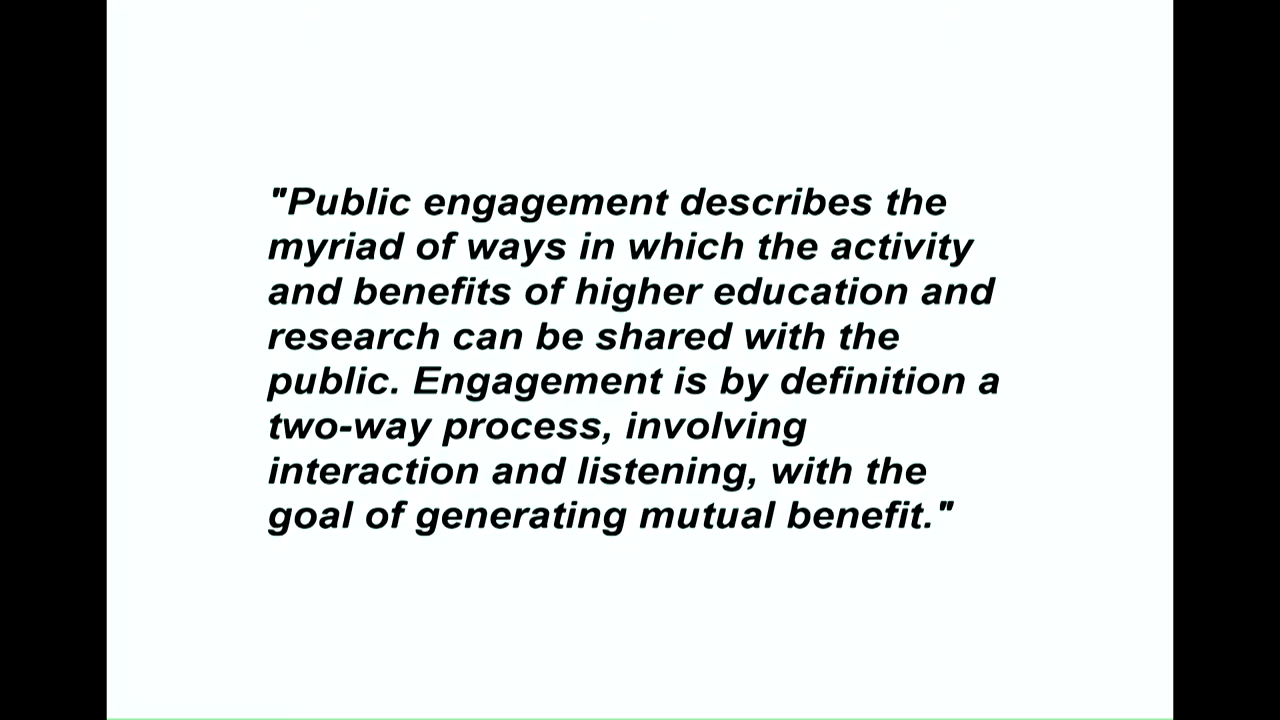 "Public engagement describes the
myriad of ways in which the activity
and benefits of higher education and
research can be shared with the
public. Engagement is by definition a
two-way process, involving
interaction and listening, with the
goal of generating mutual benefit."